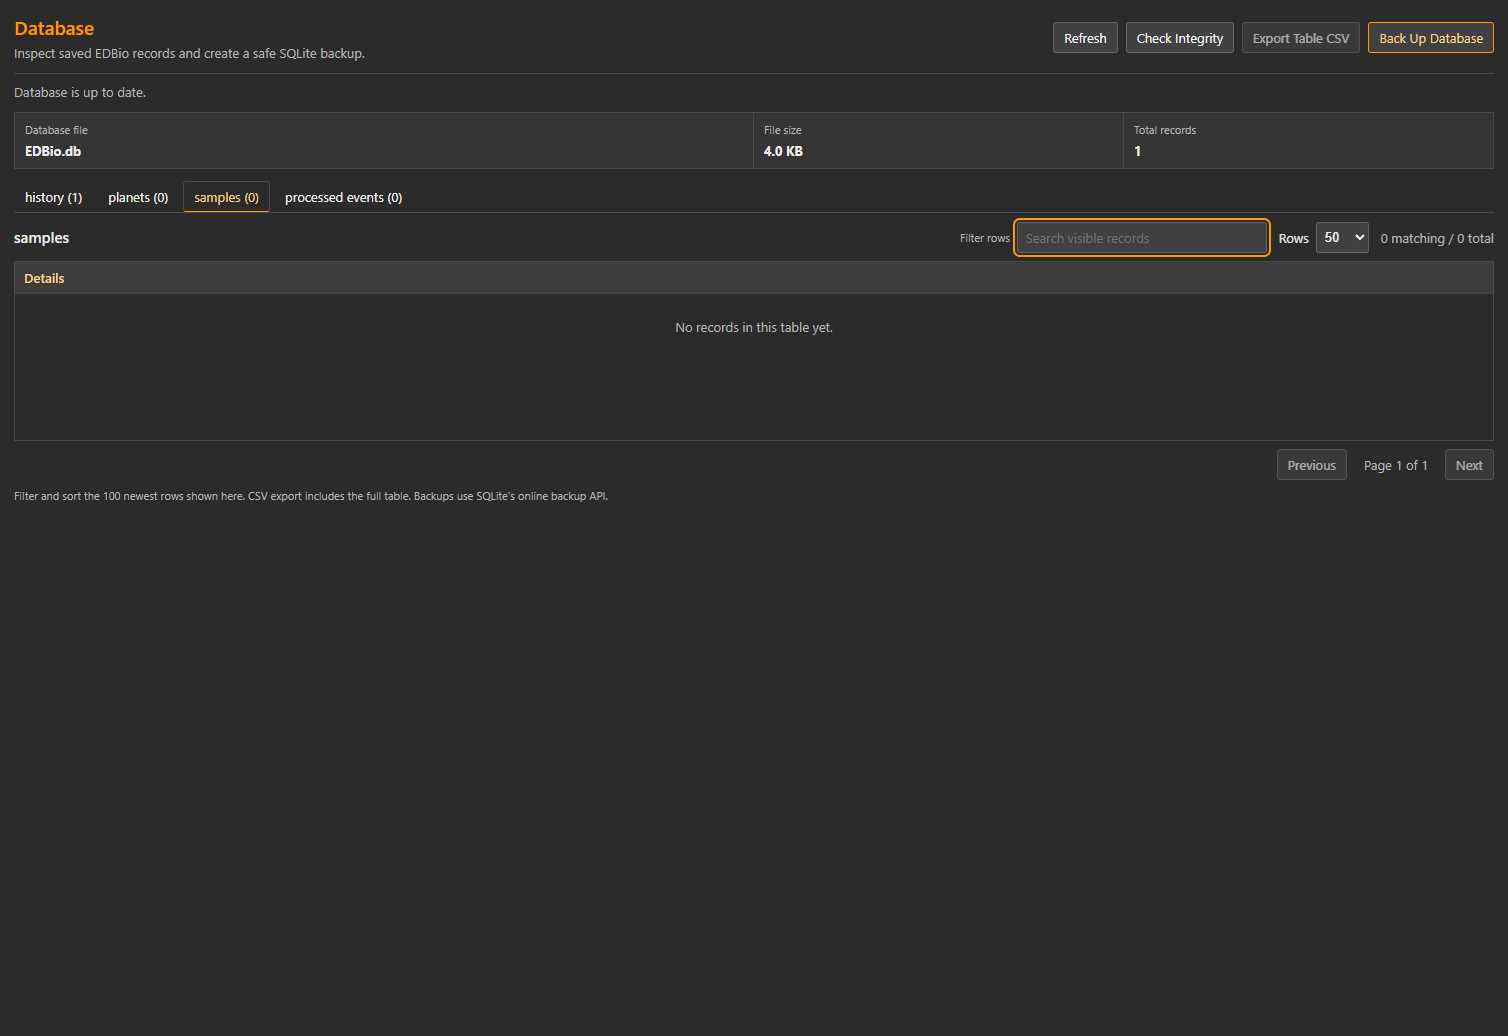 Database
Inspect saved EDBio records and create a safe SQLite backup.
Refresh
Check Integrity
Export Table CSV
Back Up Database
Database is up to date.
Database file
EDBio.db
File size
4.0 KB
Total records
1
history (1)
planets (0)
samples (0)
processed events (0)
samples
Filter rows
Search visible records
Rows
50
0 matching / 0 total
Details
No records in this table yet.
Previous
Page 1 of 1
Next
Filter and sort the 100 newest rows shown here. CSV export includes the full table. Backups use SQLite's online backup API.